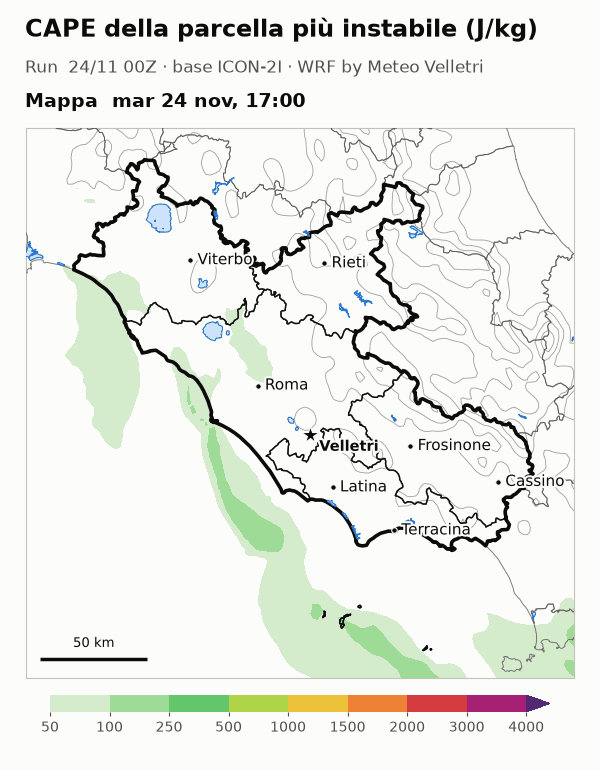 CAPE della parcella più instabile (J/kg)
Run  24/11 00Z · base ICON-2I · WRF by Meteo Velletri
Mappa  mar 24 nov, 17:00
Viterbo
Rieti
Roma
Velletri
Frosinone
Latina
Cassino
Terracina
50 km
50 100 250 500 1000 1500 2000 3000 4000